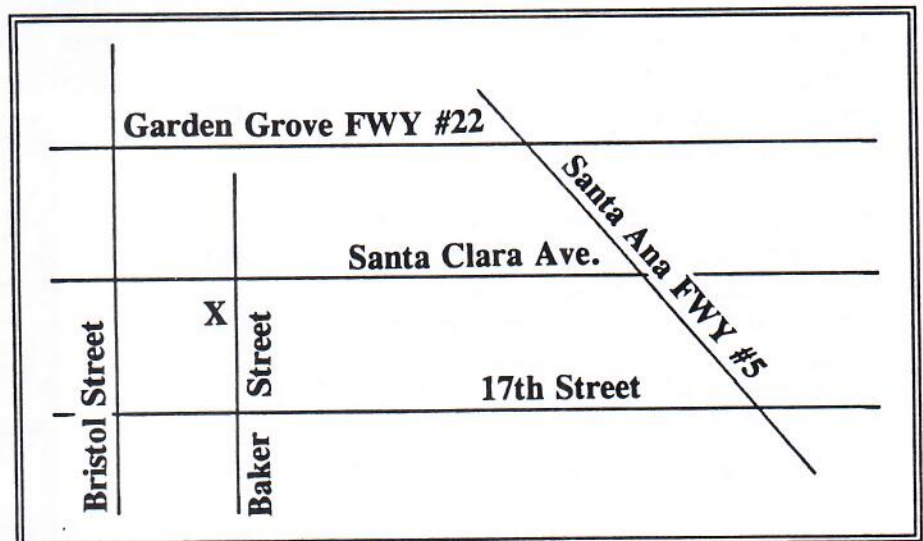 Garden Grove FWY #22
Santa Ana FWY #5
Santa Clara Ave.
X
Bristol Street
Baker Street
17th Street